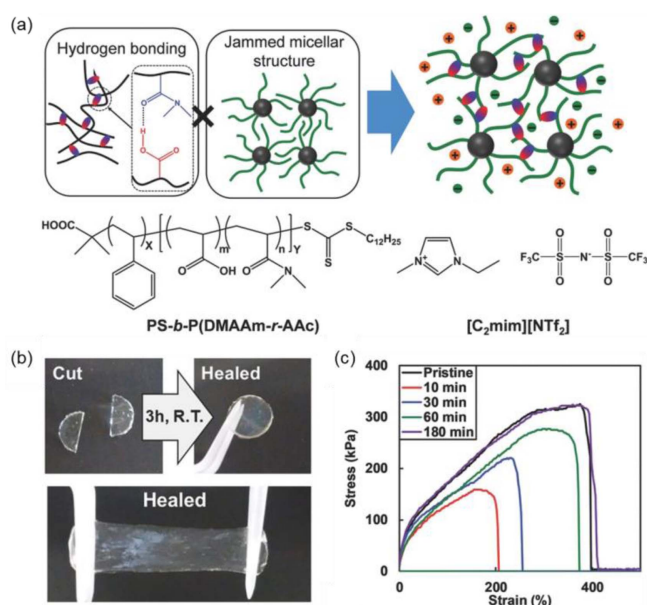 (a)
Hydrogen bonding
O
N
H
O
O
Jammed micellar
structure
HOOC
X
m
n
Y
S
S
C12H25
O
OH
O
N
S
PS-b-P(DMAAm-r-AAc)
N
N+
O
O
F3C
S
N-
S
CF3
O
O
[C2mim][NTf2]
(b)
Cut
3h, R.T.
Healed
Healed
(c)
400
300
200
100
0
Stress (kPa)
Pristine
10 min
30 min
60 min
180 min
0
200
400
Strain (%)